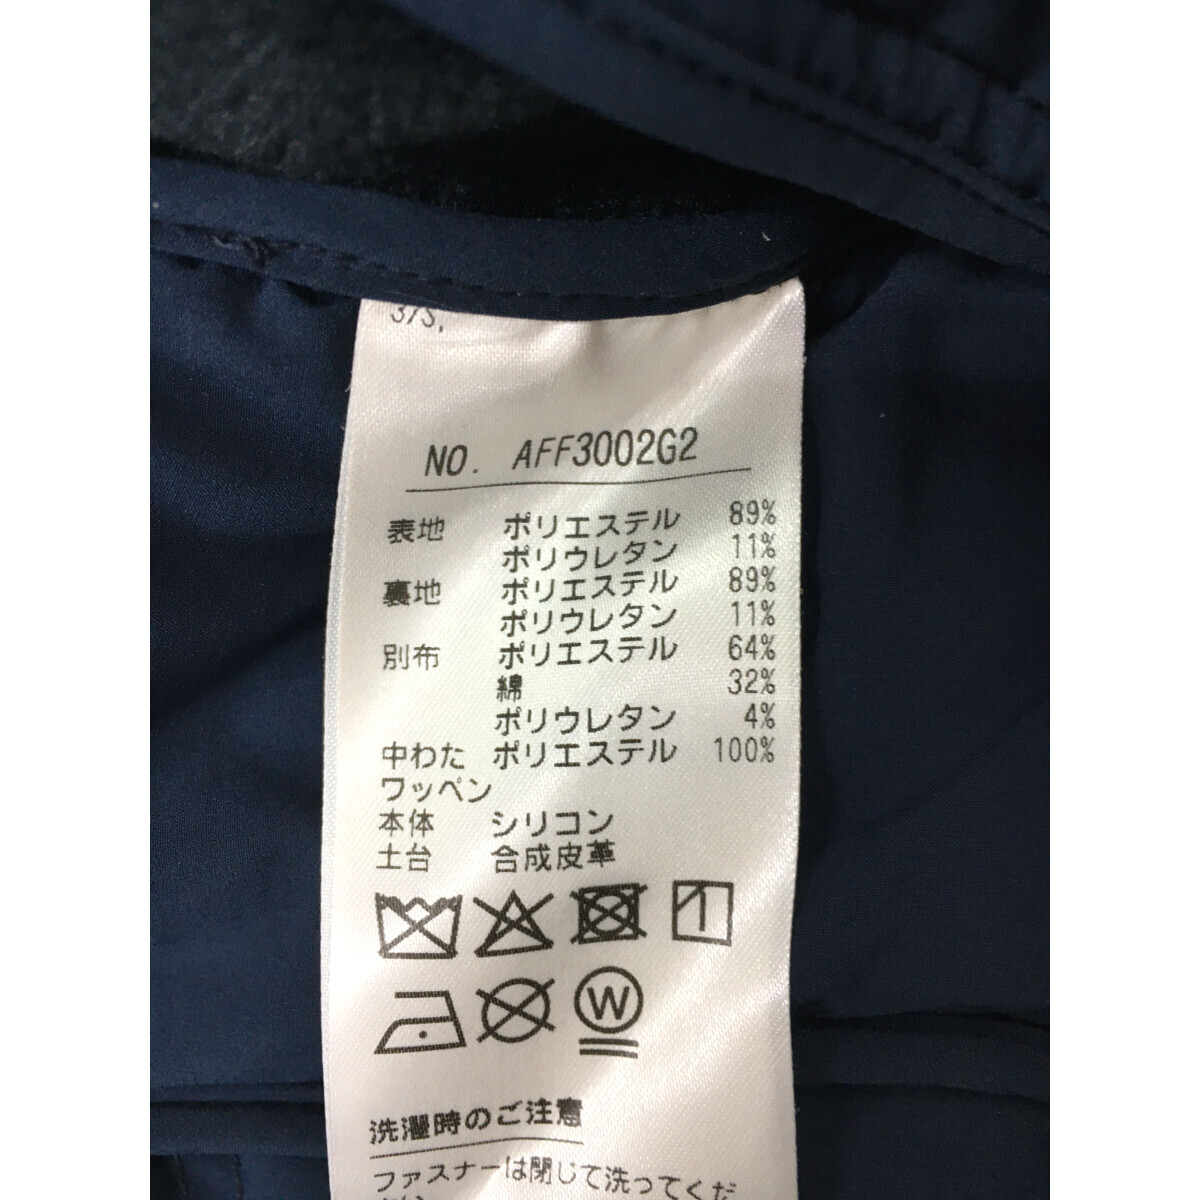 NO. AFF3002G2
表地 ポリエステル 89%
ポリウレタン 11%
裏地 ポリエステル 89%
ポリウレタン 11%
別布 ポリエステル 64%
綿 32%
ポリウレタン 4%
中わた ポリエステル 100%
ワッペン
本体 シリコン
土台 合成皮革
W
洗濯時のご注意
ファスナーは閉じて洗ってくだ